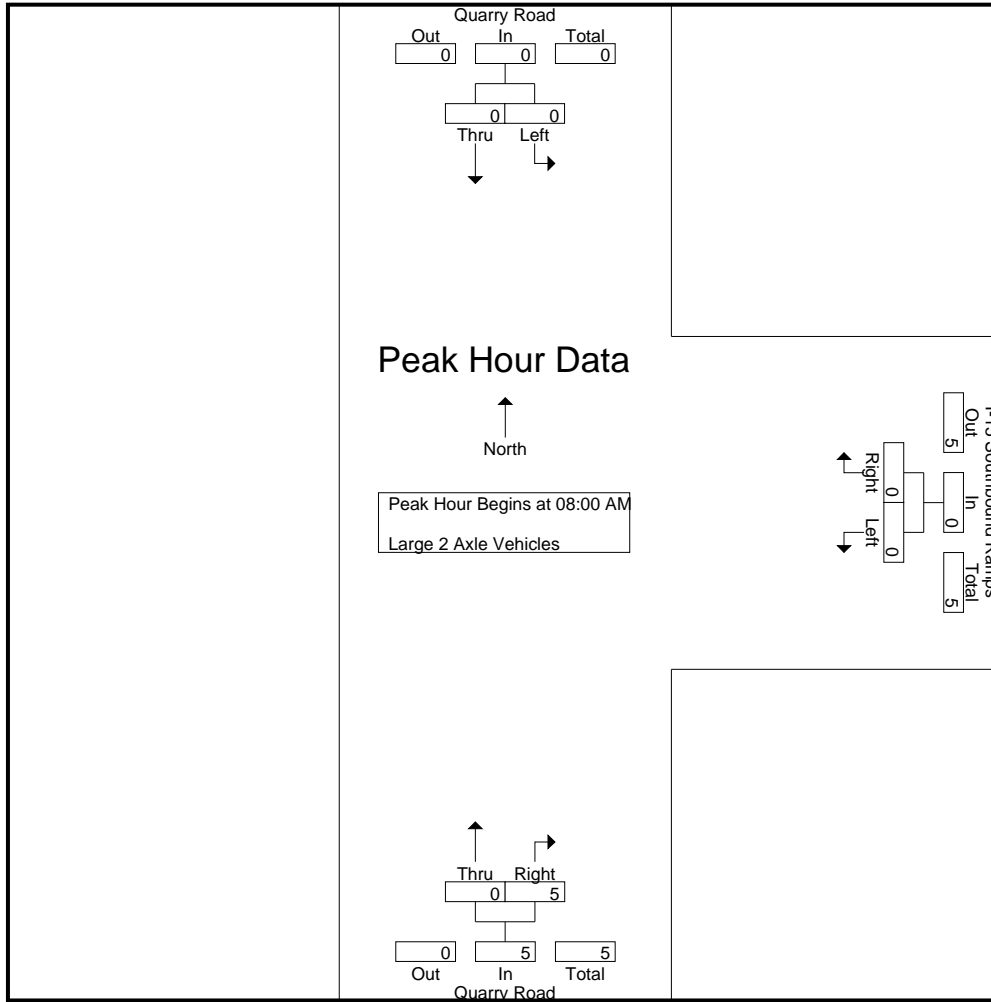 Quarry Road
Out In Total
0 0 0
0 0
Thru Left
Peak Hour Data
North
Peak Hour Begins at 08:00 AM
Large 2 Axle Vehicles
Southbound Ramps
Out In Total
5 0 5
Right Left
0 0
Thru Right
0 5
0 5 5
Out In Total
Quarry Road